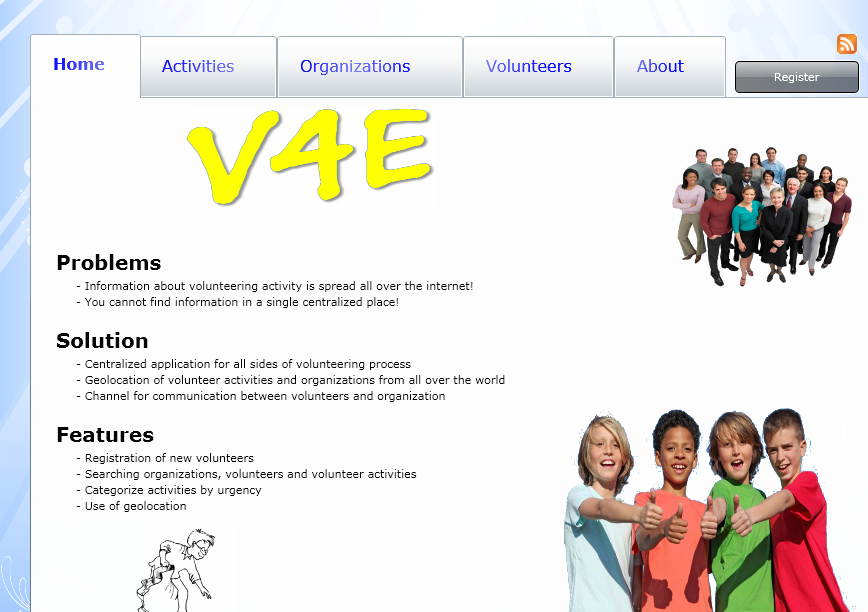 Home
Activities
Organizations
Volunteers
About
Register
V4E
Problems
- Information about volunteering activity is spread all over the internet!
- You cannot find information in a single centralized place!
Solution
- Centralized application for all sides of volunteering process
- Geolocation of volunteer activities and organizations from all over the world
- Channel for communication between volunteers and organization
Features
- Registration of new volunteers
- Searching organizations, volunteers and volunteer activities
- Categorize activities by urgency
- Use of geolocation